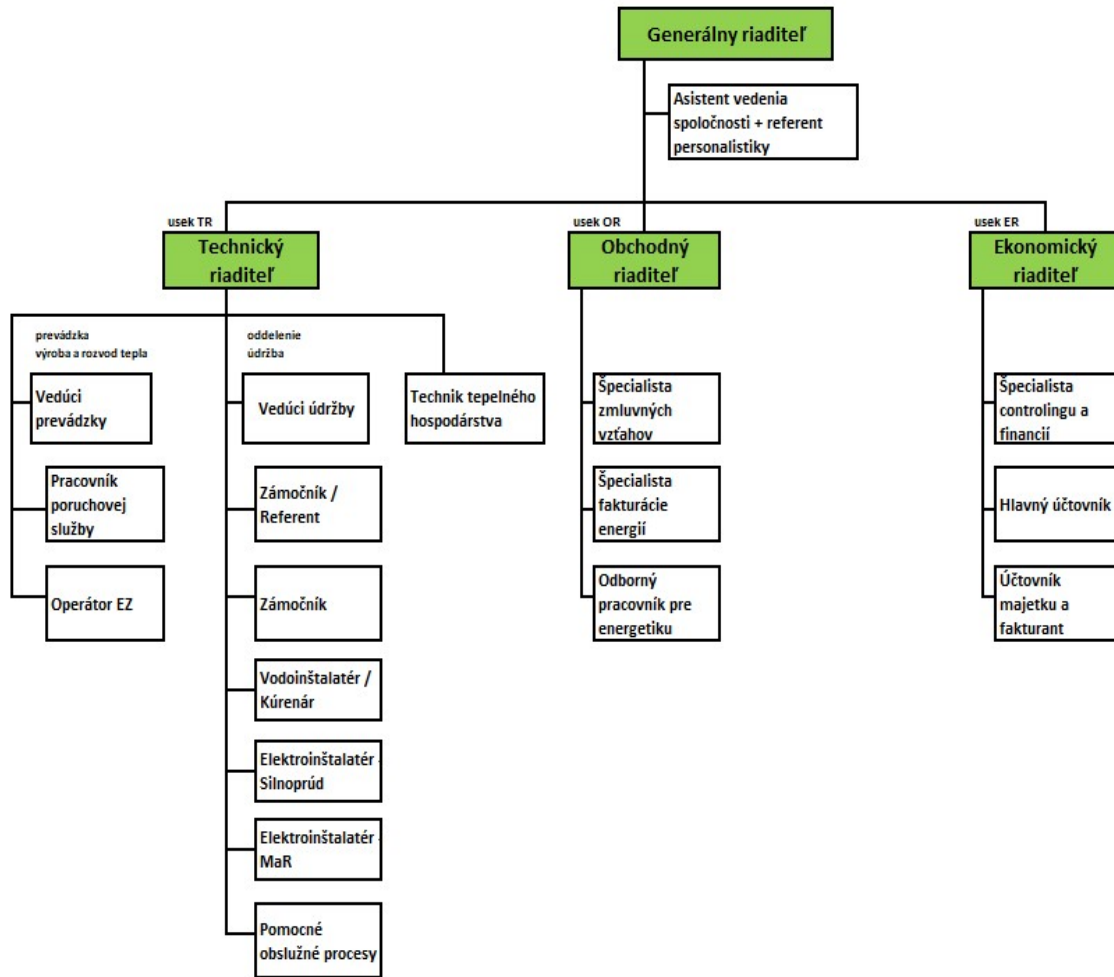 Generálny riaditeľ
Asistent vedenia
spoločnosti + referent
personalistiky
usek TR
Technický
riaditeľ
usek OR
Obchodný
riaditeľ
usek ER
Ekonomický
riaditeľ
prevádzka
výroba a rozvod tepla
Vedúci
prevádzky
Pracovník
poruchovej
služby
Operátor EZ
oddelenie
údržba
Vedúci údržby
Zámočník /
Referent
Zámočník
Vodoinštalatér /
Kúrenár
Elektroinštalatér -
Silnoprúd
Elektroinštalatér -
MaR
Pomocné
obslužné procesy
Technik tepelného
hospodárstva
Špecialista
zmluvných
vzťahov
Špecialista
fakturácie
energií
Odborný
pracovník pre
energetiku
Špecialista
controlingu a
financií
Hlavný účtovník
Účtovník
majetku a
fakturant